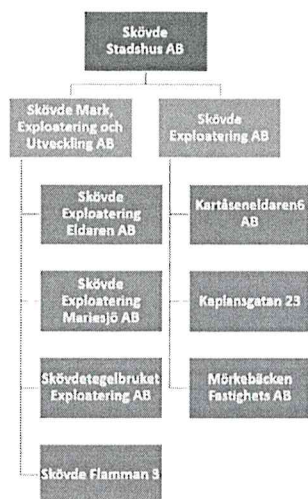 Skövde
Stadshus AB
Skövde Mark,
Exploatering och
Utveckling AB
Skövde
Exploatering AB
Skövde
Exploatering
Eldaren AB
Kartåseneldaren6
AB
Skövde
Exploatering
Mariesjö AB
Kaplansgatan 23
Skövdetegelbruket
Exploatering AB
Mörkebäcken
Fastighets AB
Skövde Flamman 3